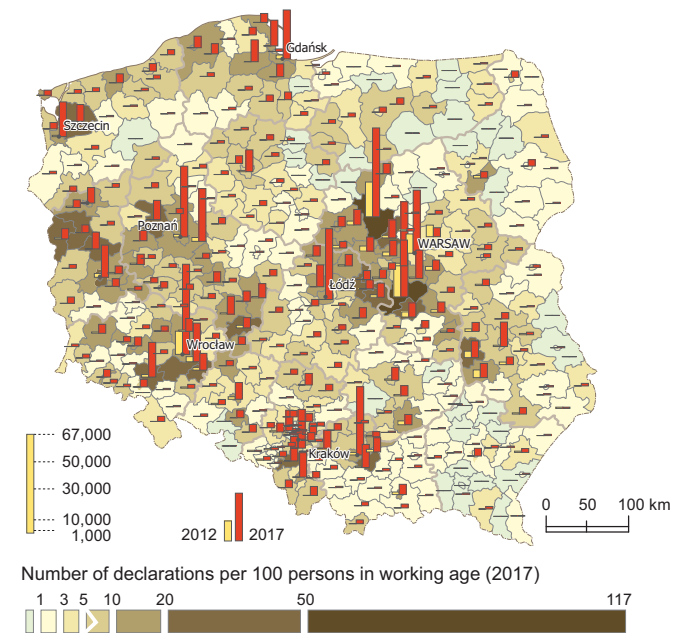 Gdańsk
Szczecin
Poznań
WARSAW
Łódź
Wrocław
Kraków
67,000
50,000
30,000
10,000
1,000
2012 2017
0 50 100 km
Number of declarations per 100 persons in working age (2017)
1 3 5 10 20 50 117